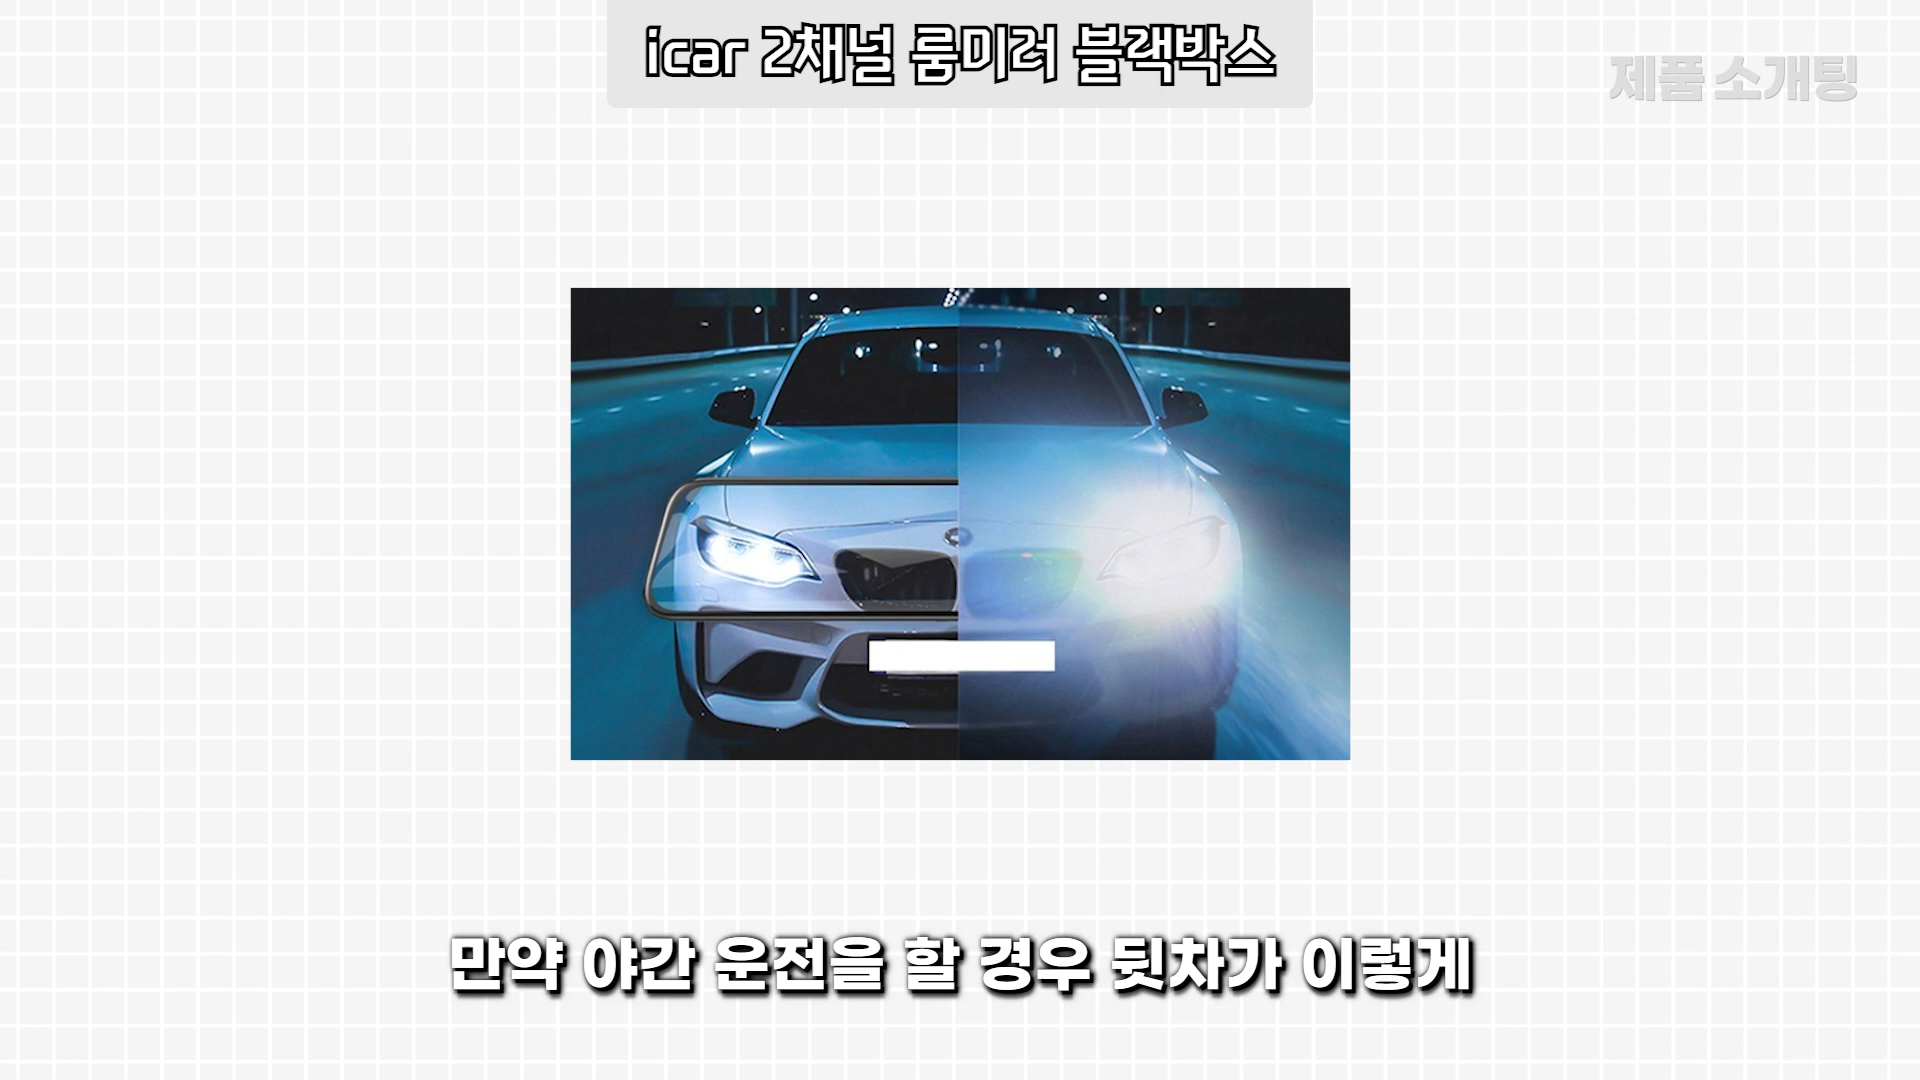 icar 2채널 룸미러 블랙박스
제품 소개팅
만약 야간 운전을 할 경우 뒷차가 이렇게